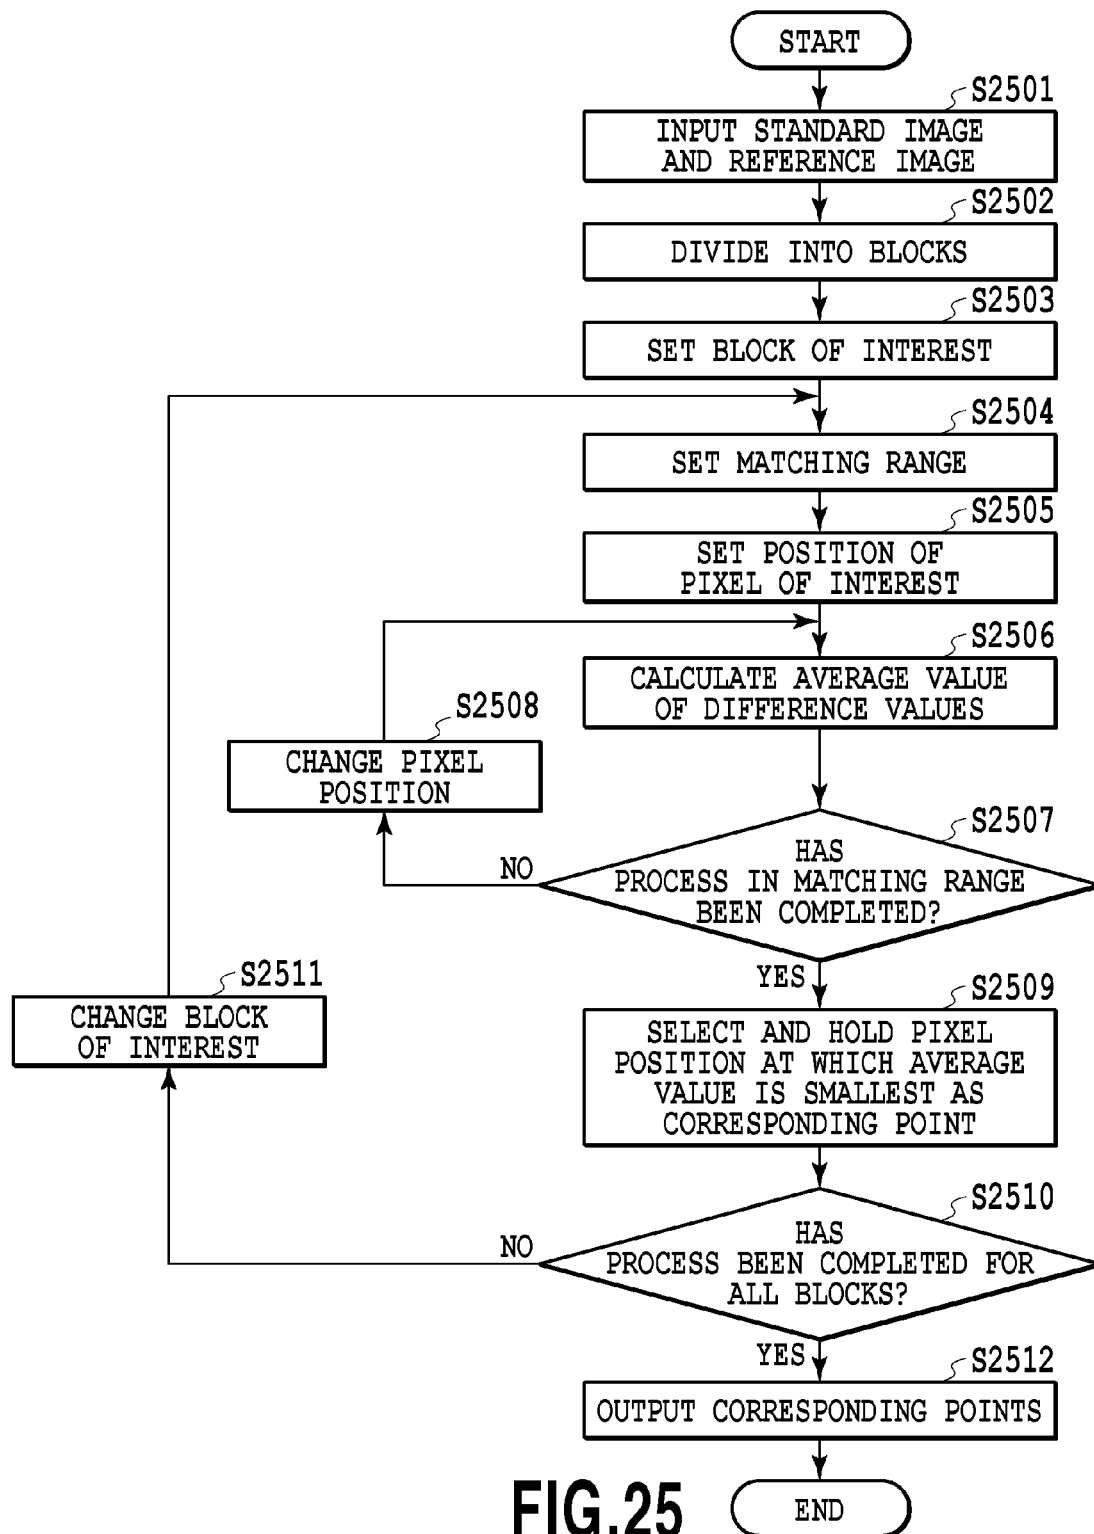 START
S2501
INPUT STANDARD IMAGE
AND REFERENCE IMAGE
S2502
DIVIDE INTO BLOCKS
S2503
SET BLOCK OF INTEREST
S2504
SET MATCHING RANGE
S2505
SET POSITION OF
PIXEL OF INTEREST
S2506
CALCULATE AVERAGE VALUE
OF DIFFERENCE VALUES
S2508
CHANGE PIXEL
POSITION
S2507
HAS
PROCESS IN MATCHING RANGE
BEEN COMPLETED?
NO
YES
S2509
SELECT AND HOLD PIXEL
POSITION AT WHICH AVERAGE
VALUE IS SMALLEST AS
CORRESPONDING POINT
S2511
CHANGE BLOCK
OF INTEREST
S2510
HAS
PROCESS BEEN COMPLETED FOR
ALL BLOCKS?
NO
YES
S2512
OUTPUT CORRESPONDING POINTS
END
FIG.25